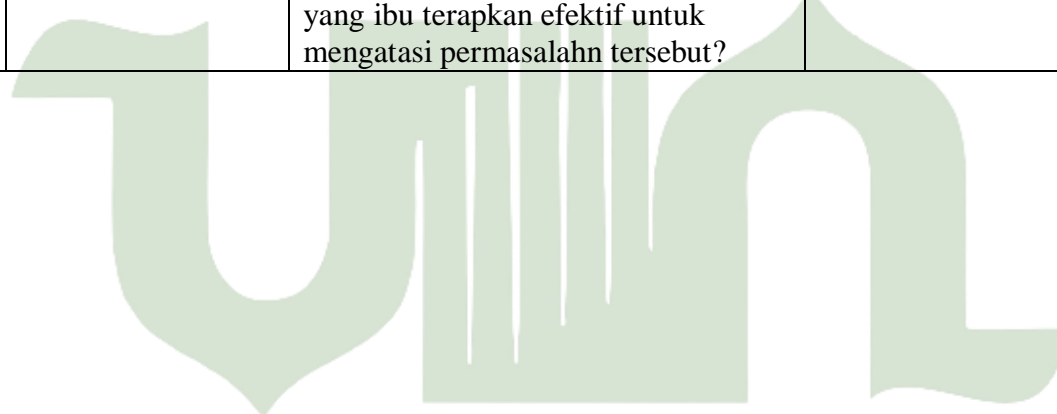 yang ibu terapkan efektif untuk
mengatasi permasalahn tersebut?